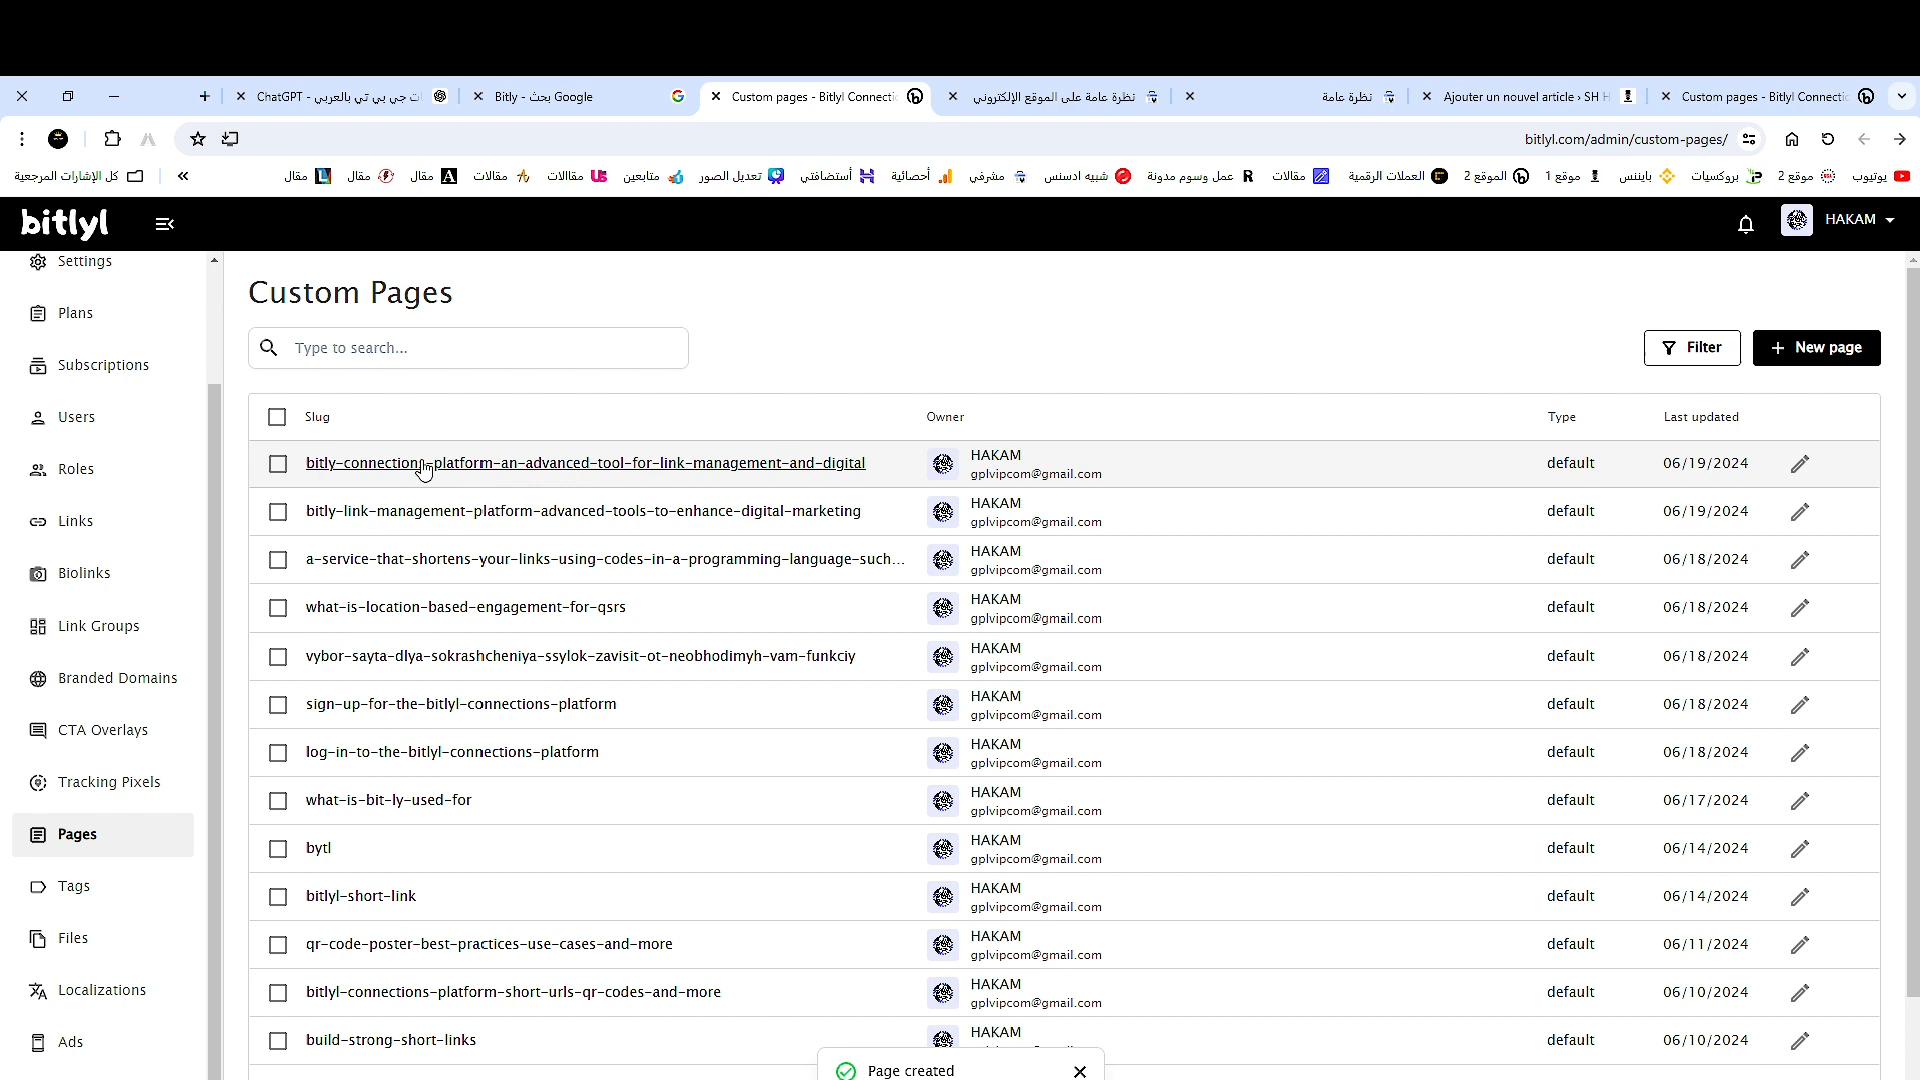 ChatGPT - جي بي تي بالعربي
Bitly - بحث Google
Custom pages - Bitlyl Connectic
نظرة عامة على الموقع الإلكتروني
نظرة عامة
Ajouter un nouvel article › SH H
Custom pages - Bitlyl Connectic
bitlyl.com/admin/custom-pages/
كل الإشارات المرجعية
مقال
مقال
مقال
مقالات
مقاالات
متابعين
تعديل الصور
أستضافتي
أحصائية
مشرفي
شبيه ادسنس
عمل وسوم مدونة
مقالات
العملات الرقمية
الموقع 2
موقع 1
باينس
بروكسيات
موقع 2
يوتيوب
bitlyl
HAKAM
Settings
Plans
Subscriptions
Users
Roles
Links
Biolinks
Link Groups
Branded Domains
CTA Overlays
Tracking Pixels
Pages
Tags
Files
Localizations
Ads
Custom Pages
Type to search...
Filter
+ New page
Slug Owner Type Last updated
bitly-connections-platform-an-advanced-tool-for-link-management-and-digital HAKAM gplvipcom@gmail.com default 06/19/2024
bitly-link-management-platform-advanced-tools-to-enhance-digital-marketing HAKAM gplvipcom@gmail.com default 06/19/2024
a-service-that-shortens-your-links-using-codes-in-a-programming-language-such... HAKAM gplvipcom@gmail.com default 06/18/2024
what-is-location-based-engagement-for-qsrs HAKAM gplvipcom@gmail.com default 06/18/2024
vybor-sayta-dlya-sokrashcheniya-ssylok-zavisit-ot-neobhodimyh-vam-funkciy HAKAM gplvipcom@gmail.com default 06/18/2024
sign-up-for-the-bitlyl-connections-platform HAKAM gplvipcom@gmail.com default 06/18/2024
log-in-to-the-bitlyl-connections-platform HAKAM gplvipcom@gmail.com default 06/18/2024
what-is-bit-ly-used-for HAKAM gplvipcom@gmail.com default 06/17/2024
bytl HAKAM gplvipcom@gmail.com default 06/14/2024
bitlyl-short-link HAKAM gplvipcom@gmail.com default 06/14/2024
qr-code-poster-best-practices-use-cases-and-more HAKAM gplvipcom@gmail.com default 06/11/2024
bitlyl-connections-platform-short-urls-qr-codes-and-more HAKAM gplvipcom@gmail.com default 06/10/2024
build-strong-short-links HAKAM default 06/10/2024
Page created